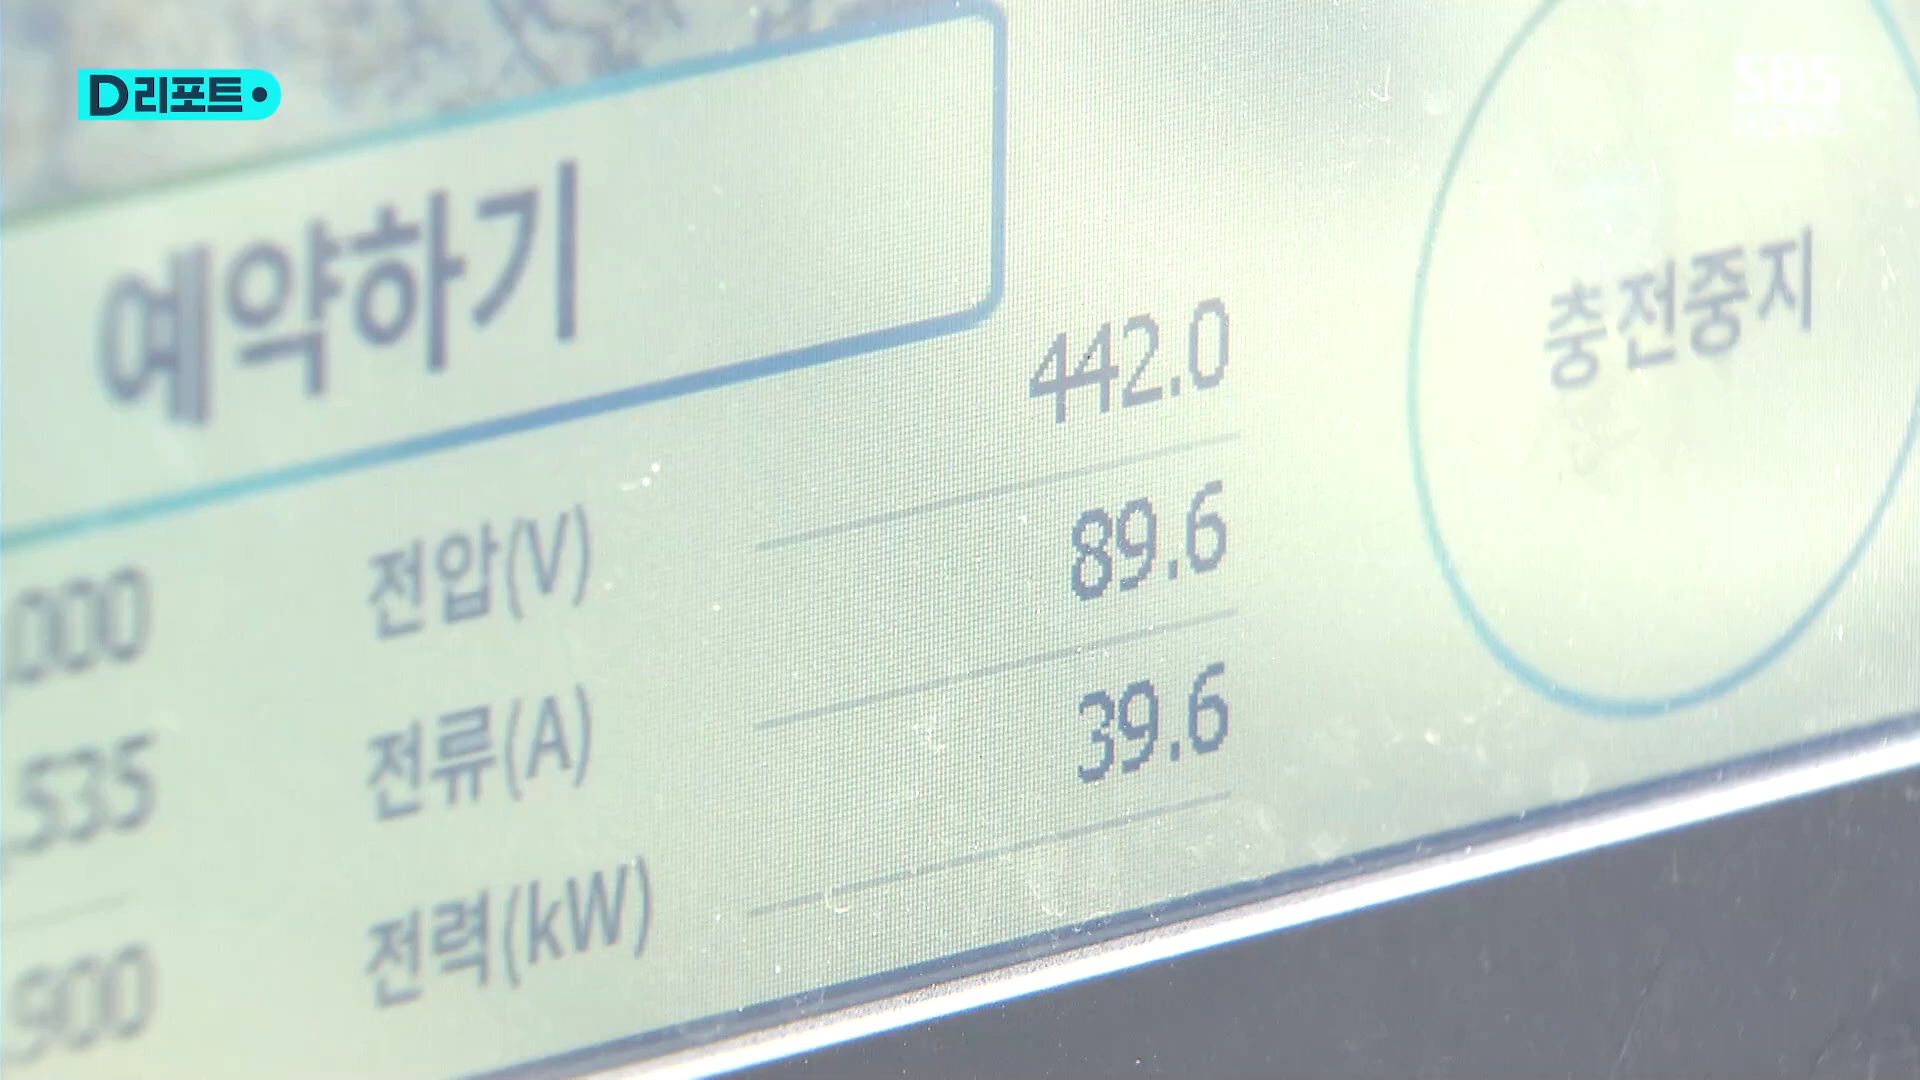 D리포트
SBS
NEWS
예약하기
충전중지
000 전압(V) 442.0
.535 전류(A) 89.6
900 전력(kW) 39.6